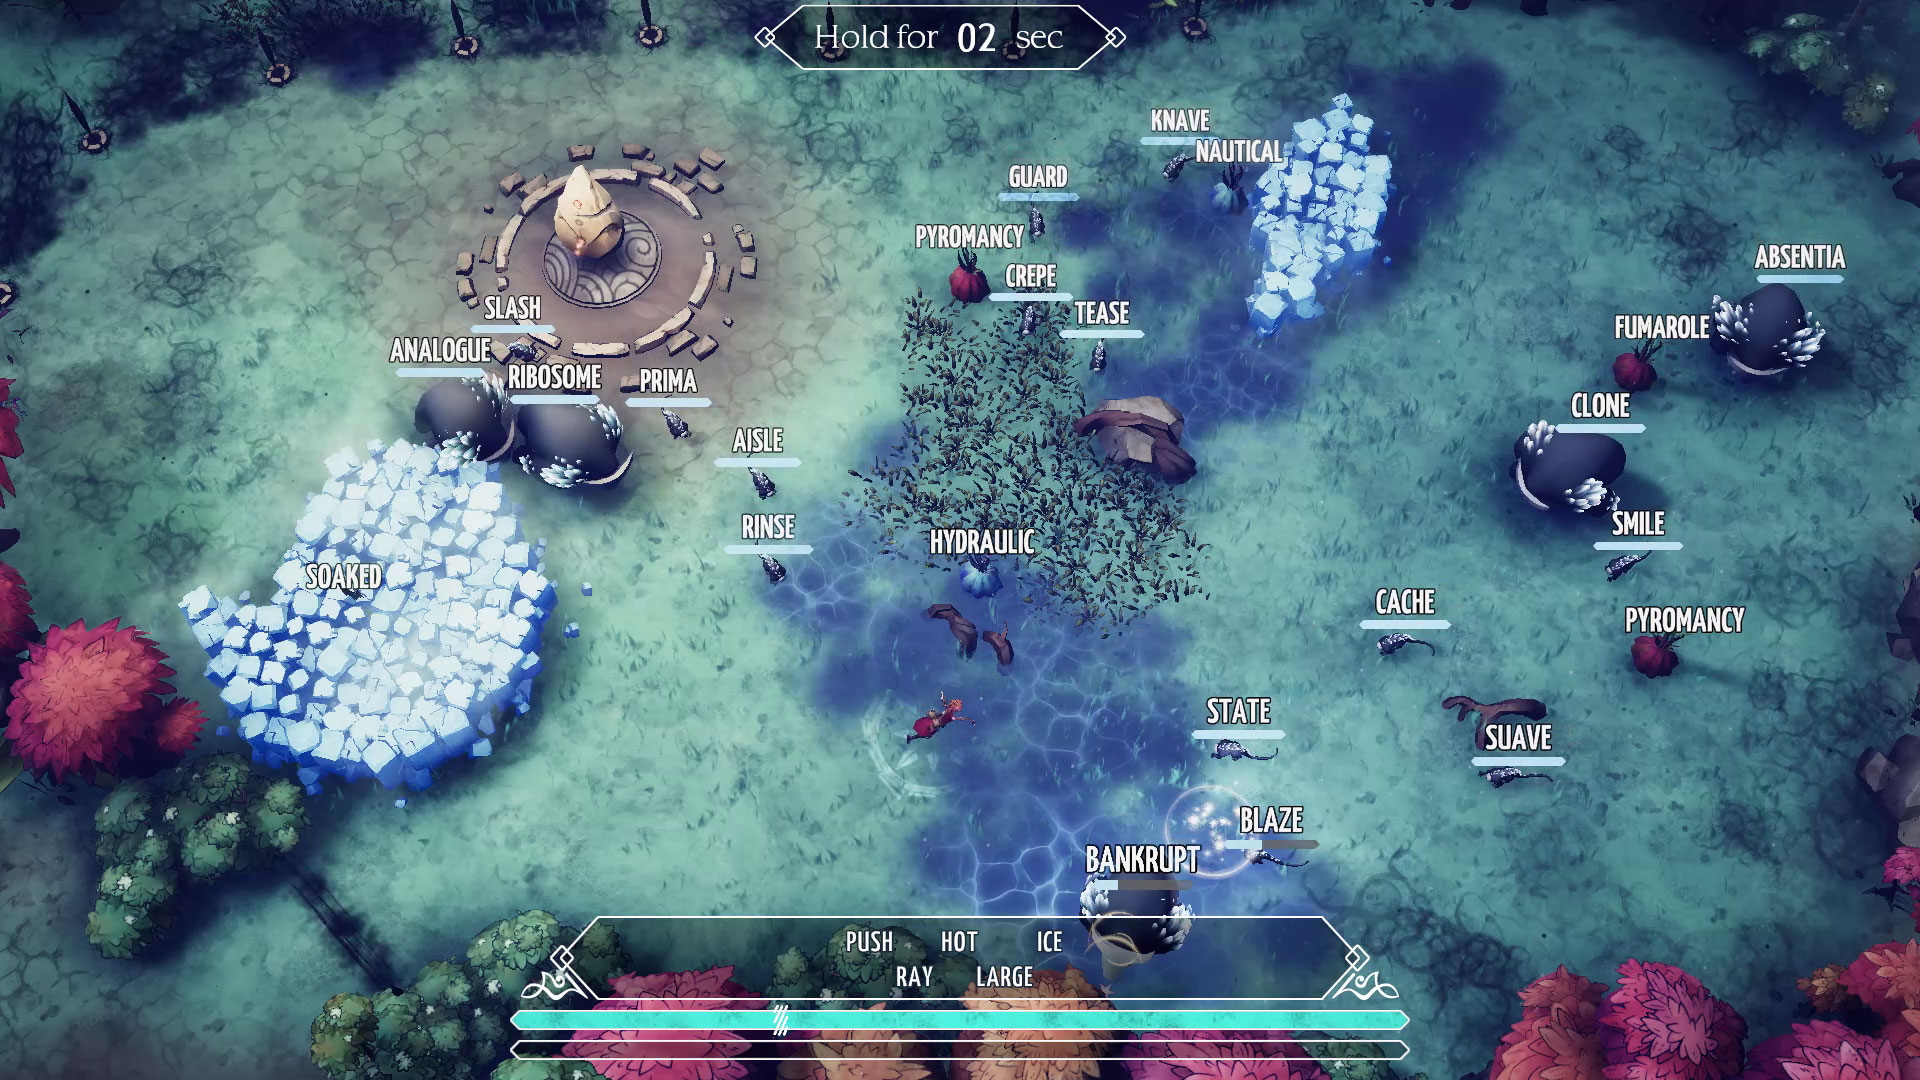 Hold for 02 sec
KNAVE
NAUTICAL
GUARD
PYROMANCY
CREPE
TEASE
ABSENTIA
FUMAROLE
SLASH
ANALOGUE
RIBOSOME
PRIMA
CLONE
AISLE
SMILE
RINSE
HYDRAULIC
SOAKED
CACHE
PYROMANCY
STATE
SUAVE
BLAZE
BANKRUPT
PUSH HOT ICE
RAY LARGE